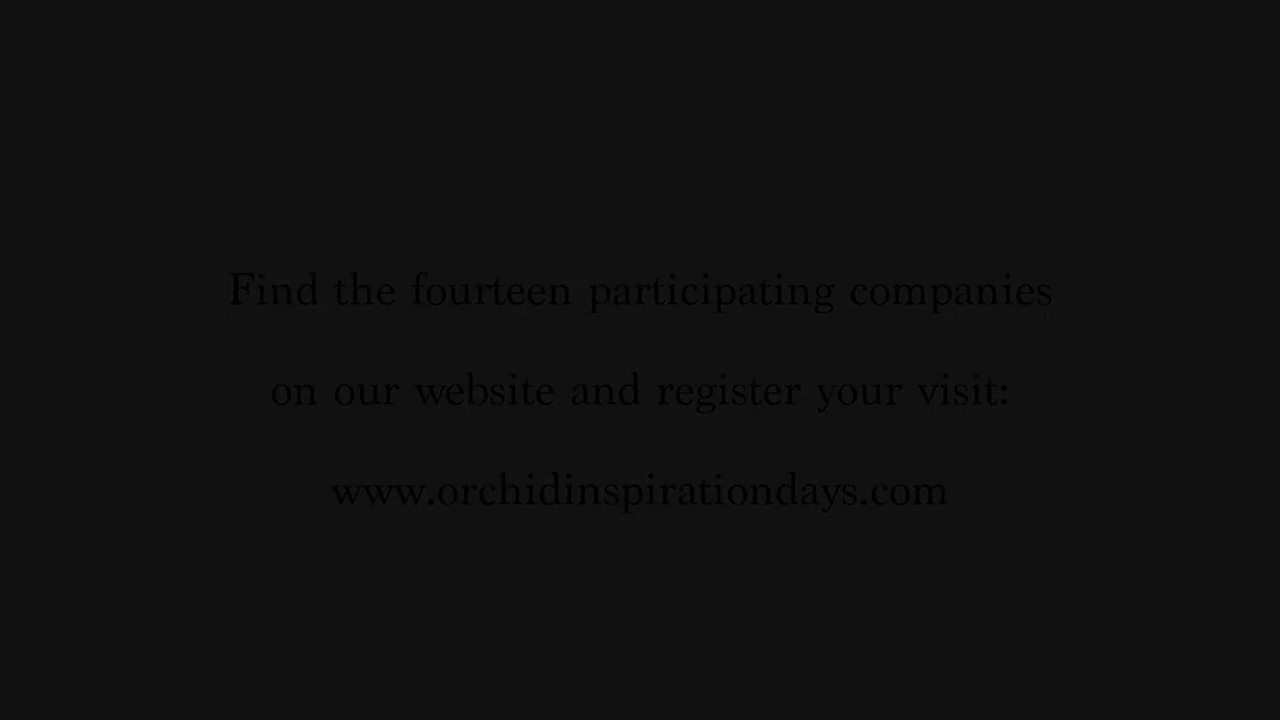 Find the fourteen participating companies
on our website and register your visit:
www.orchidinspirationdays.com